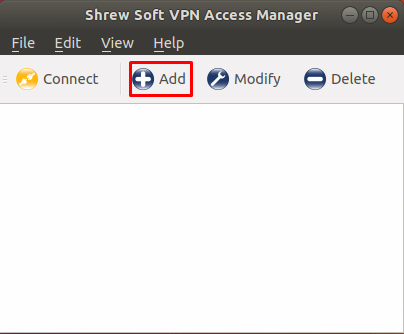 Shrew Soft VPN Access Manager
File Edit View Help
Connect Add Modify Delete